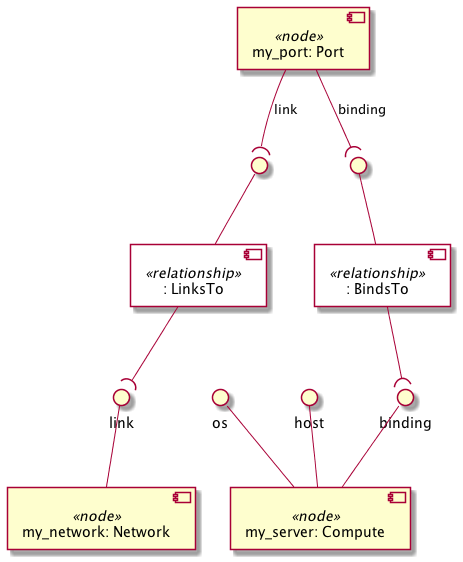 «node»
my_port: Port
link
binding
«relationship»
: LinksTo
«relationship»
: BindsTo
link
os
host
binding
«node»
my_network: Network
«node»
my_server: Compute